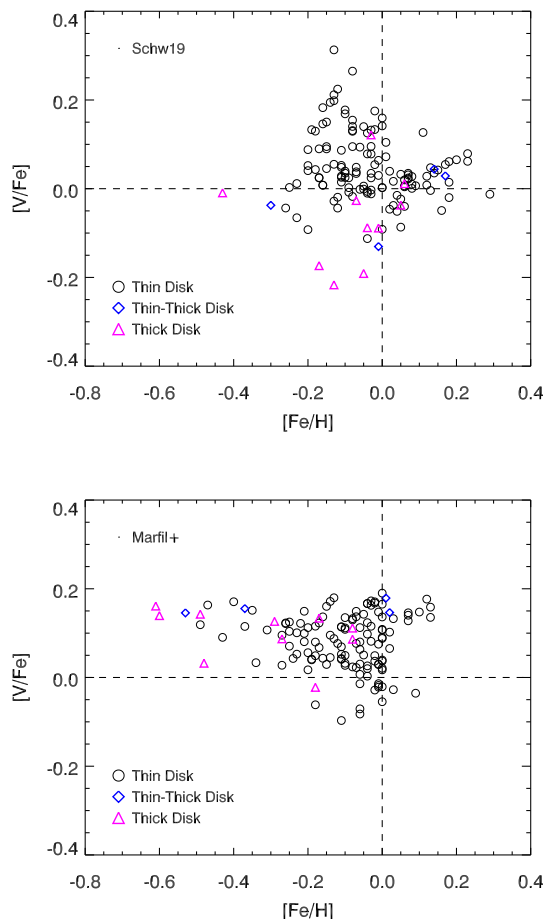 0.4
0.2
0.0
-0.2
-0.4
[V/Fe]
Schw19
Thin Disk
Thin-Thick Disk
Thick Disk
-0.8 -0.6 -0.4 -0.2 0.0 0.2 0.4
[Fe/H]
0.4
0.2
0.0
-0.2
-0.4
[V/Fe]
Marfil+
Thin Disk
Thin-Thick Disk
Thick Disk
-0.8 -0.6 -0.4 -0.2 0.0 0.2 0.4
[Fe/H]